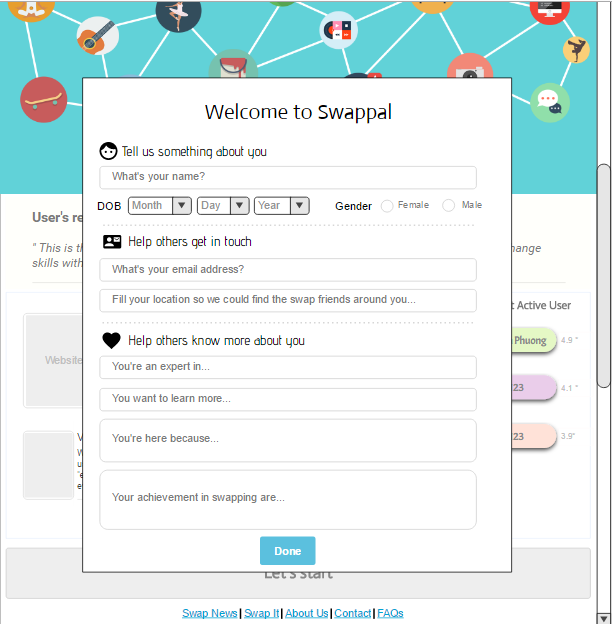 Welcome to Swappal
Tell us something about you
What's your name?
DOB Month Day Year Gender Female Male
Help others get in touch
What's your email address?
Fill your location so we could find the swap friends around you...
Help others know more about you
You're an expert in...
You want to learn more...
You're here because...
Your achievement in swapping are...
Done
User's re
" This is th
hange
skills with
t Active User
Website
Phuong 4.9 "
23 4.1 "
23 3.9"
Let's start
Swap News | Swap It | About Us | Contact | FAQs